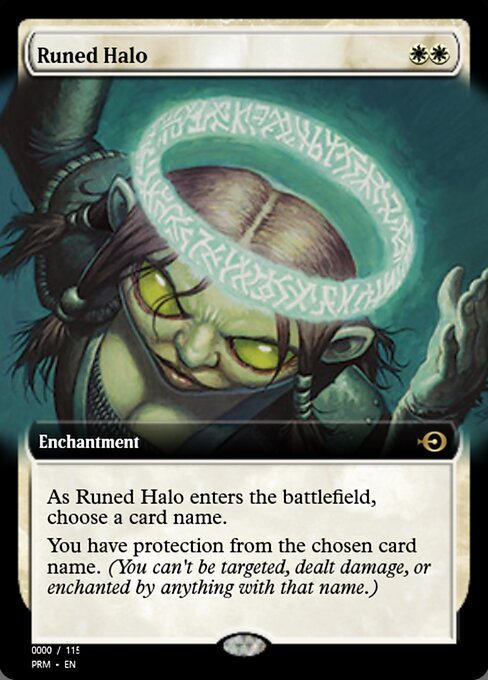 Runed Halo
Enchantment
As Runed Halo enters the battlefield,
choose a card name.
You have protection from the chosen card
name. (You can't be targeted, dealt damage, or
enchanted by anything with that name.)
0000 / 115
PRM • EN